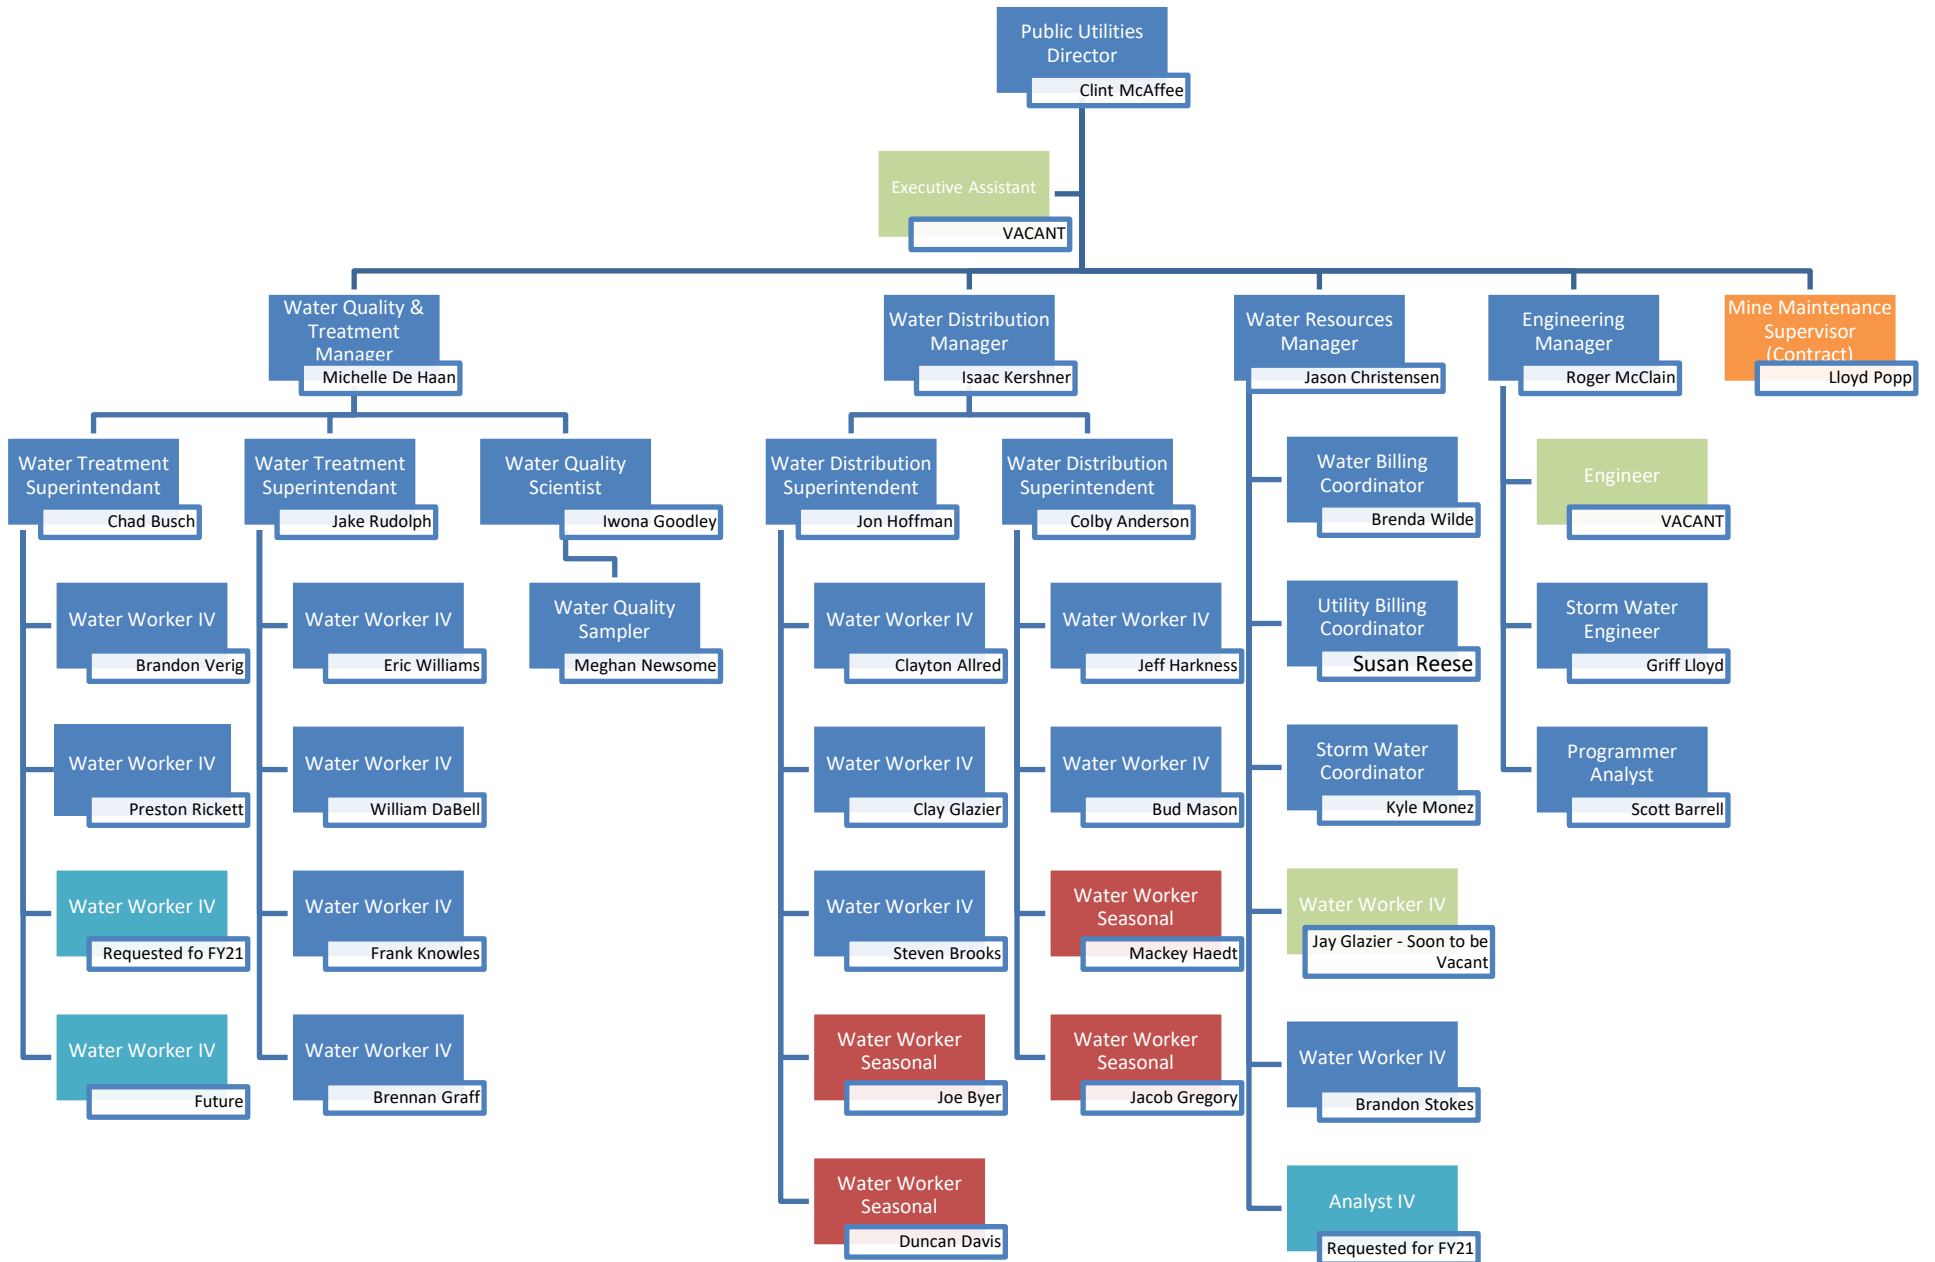 Public Utilities
Director
Clint McAffee
Executive Assistant
VACANT
Water Quality &
Treatment
Manager
Michelle De Haan
Water Distribution
Manager
Isaac Kershner
Water Resources
Manager
Jason Christensen
Engineering
Manager
Roger McClain
Mine Maintenance
Supervisor
(Contract)
Lloyd Popp
Water Treatment
Superintendant
Chad Busch
Water Treatment
Superintendant
Jake Rudolph
Water Quality
Scientist
Iwona Goodley
Water Distribution
Superintendent
Jon Hoffman
Water Distribution
Superintendent
Colby Anderson
Water Billing
Coordinator
Brenda Wilde
Engineer
VACANT
Water Worker IV
Brandon Verig
Water Worker IV
Eric Williams
Water Quality
Sampler
Meghan Newsome
Water Worker IV
Clayton Allred
Water Worker IV
Jeff Harkness
Utility Billing
Coordinator
Susan Reese
Storm Water
Engineer
Griff Lloyd
Water Worker IV
Preston Rickett
Water Worker IV
William DaBell
Water Worker IV
Clay Glazier
Water Worker IV
Bud Mason
Storm Water
Coordinator
Kyle Monez
Programmer
Analyst
Scott Barrell
Water Worker IV
Requested fo FY21
Water Worker IV
Frank Knowles
Water Worker IV
Steven Brooks
Water Worker
Seasonal
Mackey Haedt
Water Worker IV
Jay Glazier - Soon to be
Vacant
Water Worker IV
Future
Water Worker IV
Brennan Graff
Water Worker
Seasonal
Joe Byer
Water Worker
Seasonal
Jacob Gregory
Water Worker IV
Brandon Stokes
Water Worker
Seasonal
Duncan Davis
Analyst IV
Requested for FY21